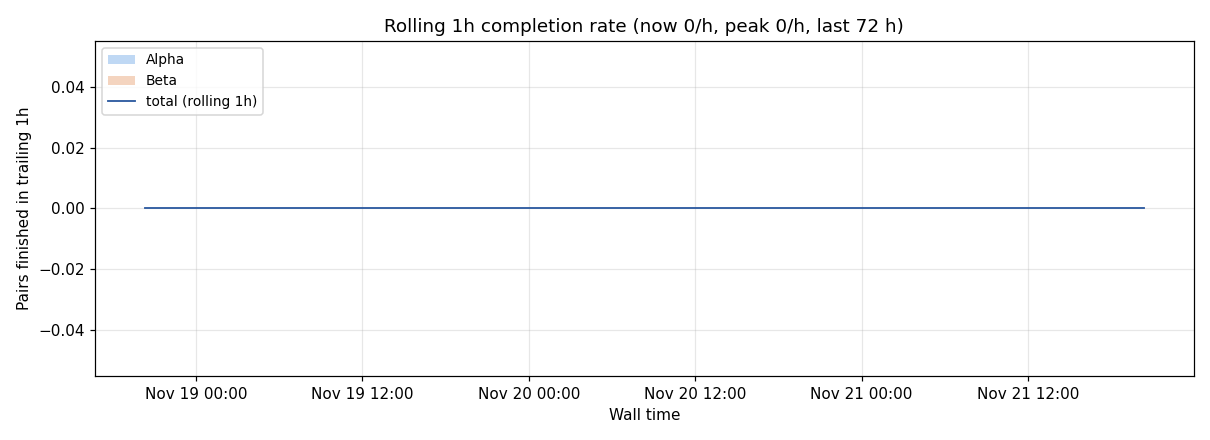 Rolling 1h completion rate (now 0/h, peak 0/h, last 72 h)
Alpha
Beta
total (rolling 1h)
Pairs finished in trailing 1h
0.04
0.02
0.00
−0.02
−0.04
Nov 19 00:00
Nov 19 12:00
Nov 20 00:00
Nov 20 12:00
Nov 21 00:00
Nov 21 12:00
Wall time